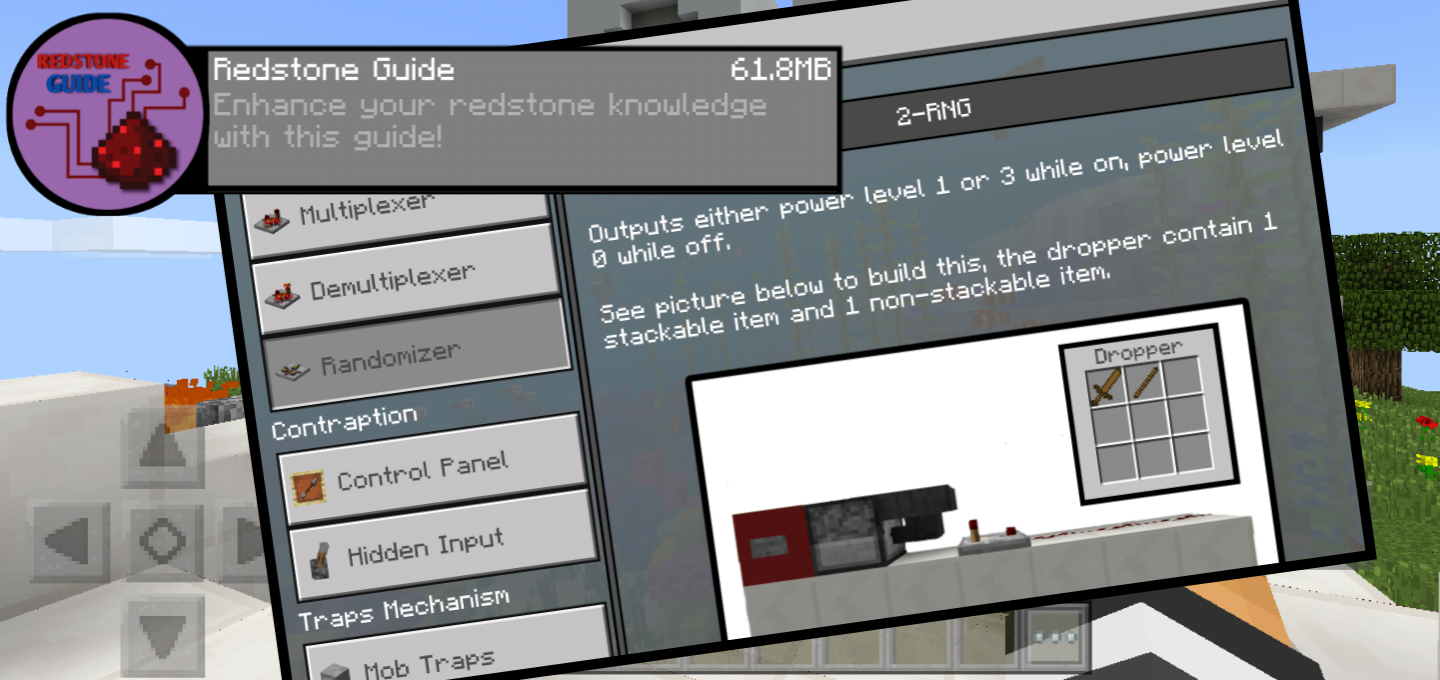 REDSTONE
GUIDE
Redstone Guide
61.8MB
Enhance your redstone knowledge
with this guide!
2-RNG
Multiplexer
Demultiplexer
Randomizer
Contraption
Control Panel
Hidden Input
Traps Mechanism
Mob Traps
Outputs either power level 1 or 3 while on, power level
0 while off.
See picture below to build this, the dropper contain 1
stackable item and 1 non-stackable item.
Dropper